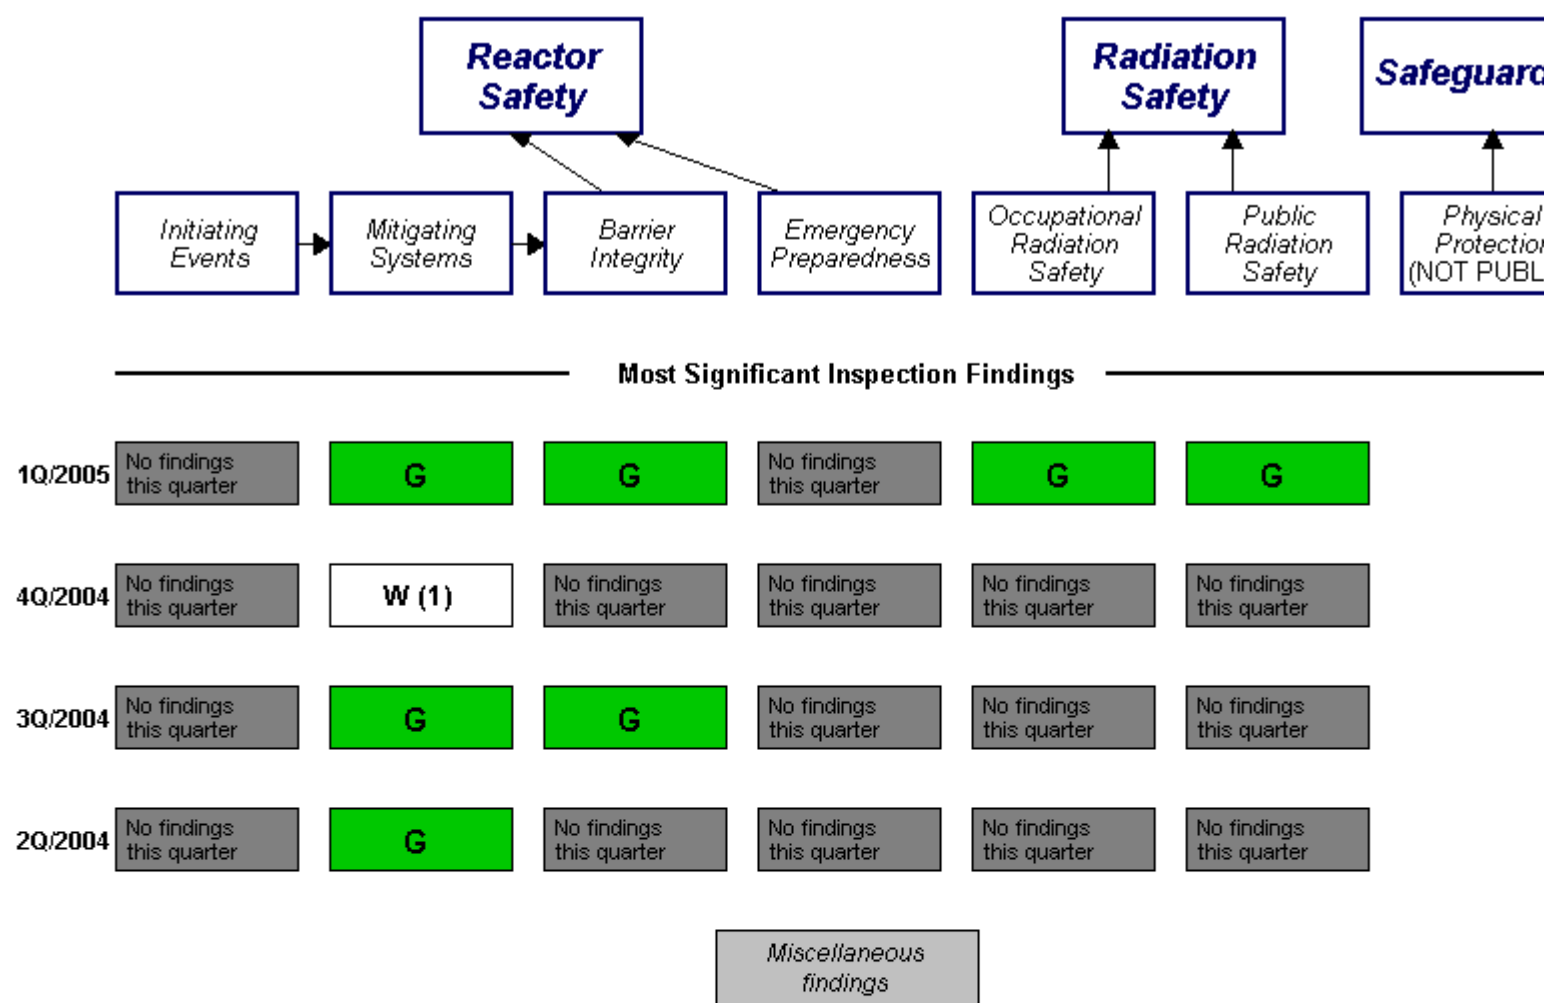 Reactor
Safety
Radiation
Safety
Safeguard
Initiating
Events
Mitigating
Systems
Barrier
Integrity
Emergency
Preparedness
Occupational
Radiation
Safety
Public
Radiation
Safety
Physical
Protection
(NOT PUBL
Most Significant Inspection Findings
1Q/2005
No findings
this quarter
G
G
No findings
this quarter
G
G
4Q/2004
No findings
this quarter
W (1)
No findings
this quarter
No findings
this quarter
No findings
this quarter
No findings
this quarter
3Q/2004
No findings
this quarter
G
G
No findings
this quarter
No findings
this quarter
No findings
this quarter
2Q/2004
No findings
this quarter
G
No findings
this quarter
No findings
this quarter
No findings
this quarter
No findings
this quarter
Miscellaneous
findings